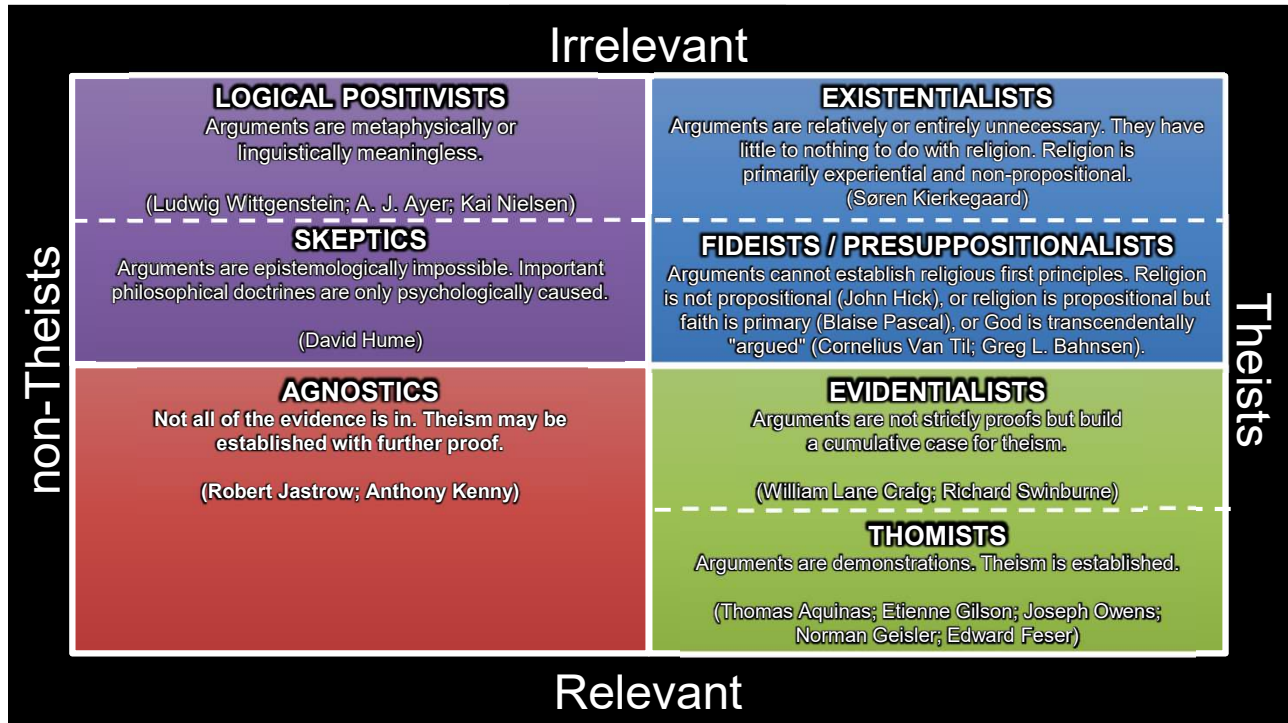 Irrelevant
non-Theists
LOGICAL POSITIVISTS
Arguments are metaphysically or
linguistically meaningless.
(Ludwig Wittgenstein; A. J. Ayer; Kai Nielsen)
SKEPTICS
Arguments are epistemologically impossible. Important
philosophical doctrines are only psychologically caused.
(David Hume)
EXISTENTIALISTS
Arguments are relatively or entirely unnecessary. They have
little to nothing to do with religion. Religion is
primarily experiential and non-propositional.
(Søren Kierkegaard)
FIDEISTS / PRESUPPOSITIONALISTS
Arguments cannot establish religious first principles. Religion
is not propositional (John Hick), or religion is propositional but
faith is primary (Blaise Pascal), or God is transcendentally
"argued" (Cornelius Van Til; Greg L. Bahnsen).
AGNOSTICS
Not all of the evidence is in. Theism may be
established with further proof.
(Robert Jastrow; Anthony Kenny)
EVIDENTIALISTS
Arguments are not strictly proofs but build
a cumulative case for theism.
(William Lane Craig; Richard Swinburne)
THOMISTS
Arguments are demonstrations. Theism is established.
(Thomas Aquinas; Etienne Gilson; Joseph Owens;
Norman Geisler; Edward Feser)
Theists
Relevant